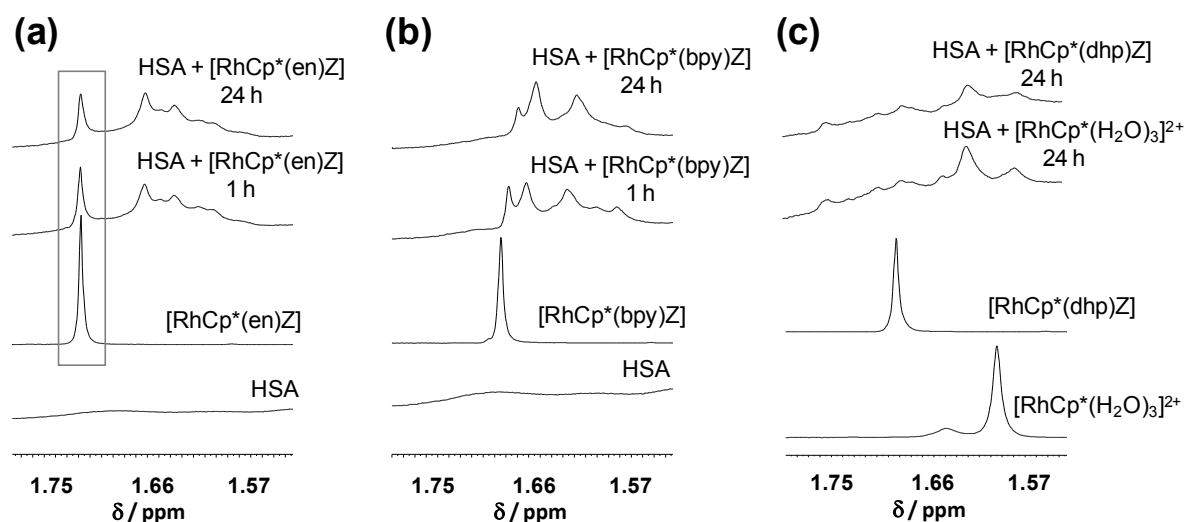 (a)
HSA + [RhCp*(en)Z]
24 h
HSA + [RhCp*(en)Z]
1 h
[RhCp*(en)Z]
HSA
1.75 1.66 1.57
δ / ppm
(b)
HSA + [RhCp*(bpy)Z]
24 h
HSA + [RhCp*(bpy)Z]
1 h
[RhCp*(bpy)Z]
HSA
1.75 1.66 1.57
δ / ppm
(c)
HSA + [RhCp*(dhp)Z]
24 h
HSA + [RhCp*(H₂O)₃]²⁺
24 h
[RhCp*(dhp)Z]
[RhCp*(H₂O)₃]²⁺
1.75 1.66 1.57
δ / ppm